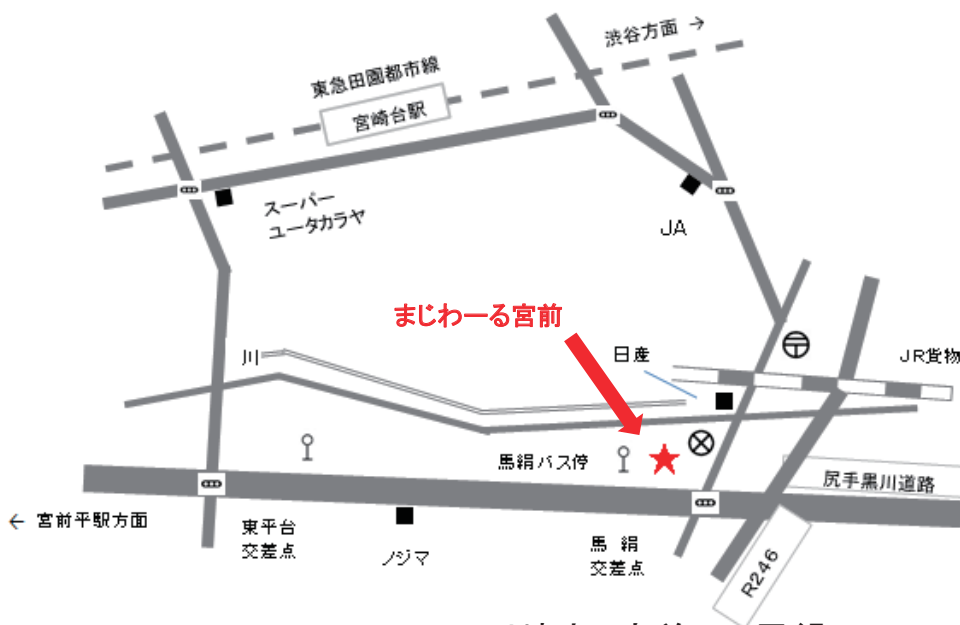 渋谷方面 →
東急田園都市線
宮崎台駅
スーパー
ユータカラヤ
JA
まじわーる宮前
日産
JR貨物
川
馬絹バス停
尻手黒川道路
← 宮前平駅方面
東平台
交差点
ノジマ
馬 絹
交差点
R246